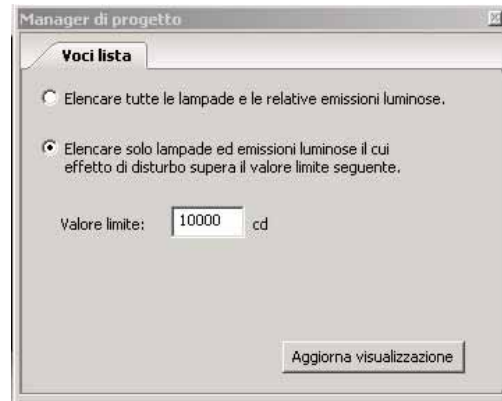 Manager di progetto
Voci lista
Elencare tutte le lampade e le relative emissioni luminose.
Elencare solo lampade ed emissioni luminose il cui
effetto di disturbo supera il valore limite seguente.
Valore limite: 10000 cd
Aggiorna visualizzazione